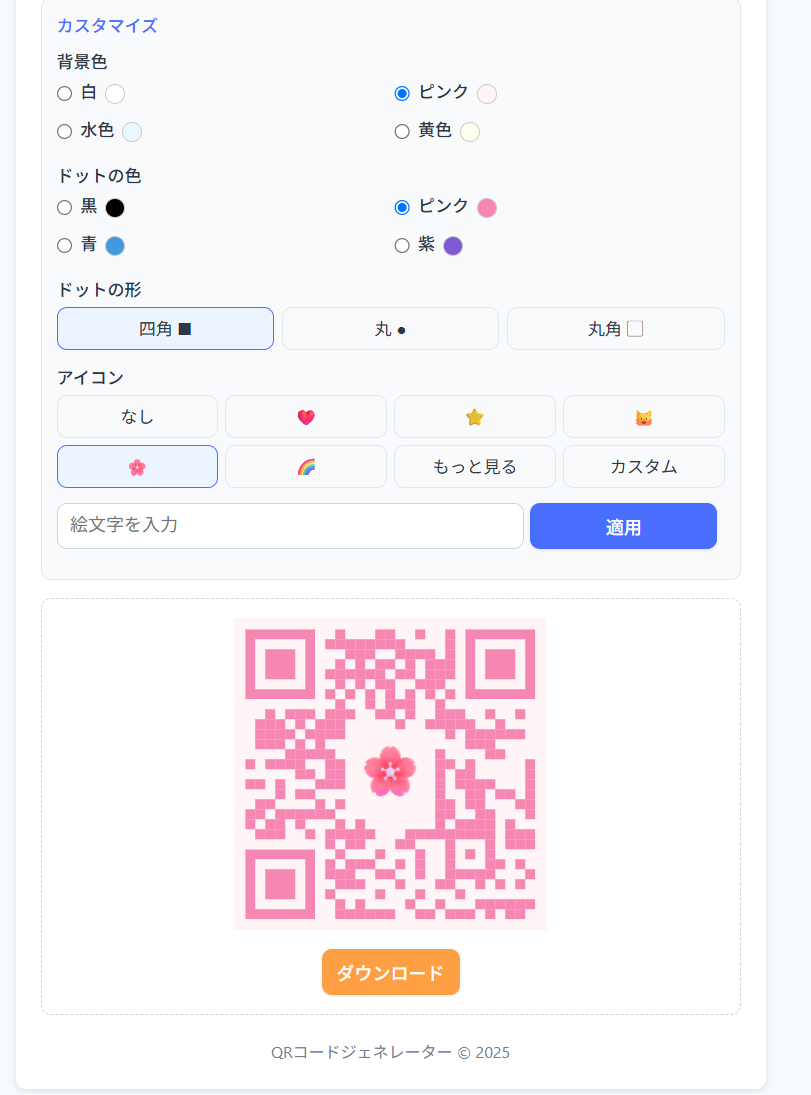 カスタマイズ
背景色
白
ピンク
水色
黄色
ドットの色
黒
ピンク
青
紫
ドットの形
四角 ■
丸 ●
丸角 ▢
アイコン
なし
❤️
⭐
😺
🌸
🌈
もっと見る
カスタム
絵文字を入力
適用
ダウンロード
QRコードジェネレーター © 2025